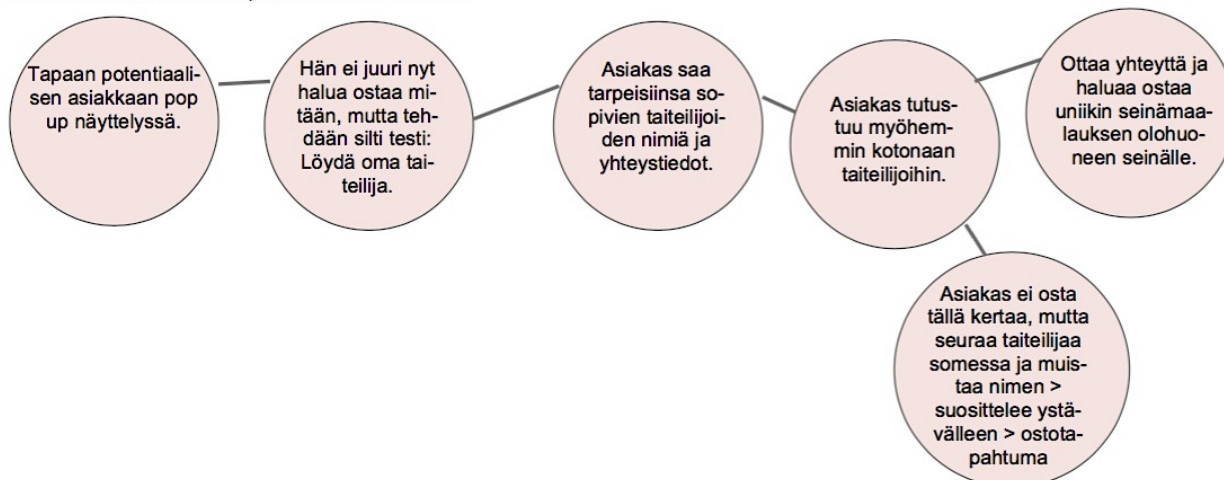 Tapaan potentiaali-
sen asiakkaan pop
up näyttelyssä.
Hän ei juuri nyt
halua ostaa mi-
tään, mutta teh-
dään silti testi:
Löydä oma tai-
teilija.
Asiakas saa
tarpeisiinsa so-
pivien taiteilijoi-
den nimiä ja
yhteystiedot.
Asiakas tutus-
tuu myöhem-
min kotonaan
taiteilijoihin.
Ottaa yhteyttä ja
haluaa ostaa
uniikin seinämaa-
lauksen olohuo-
neen seinälle.
Asiakas ei osta
tällä kertaa, mutta
seuraa taiteilijaa
somessa ja muis-
taa nimen >
suosittelee ystä-
välleen > ostota-
pahtuma